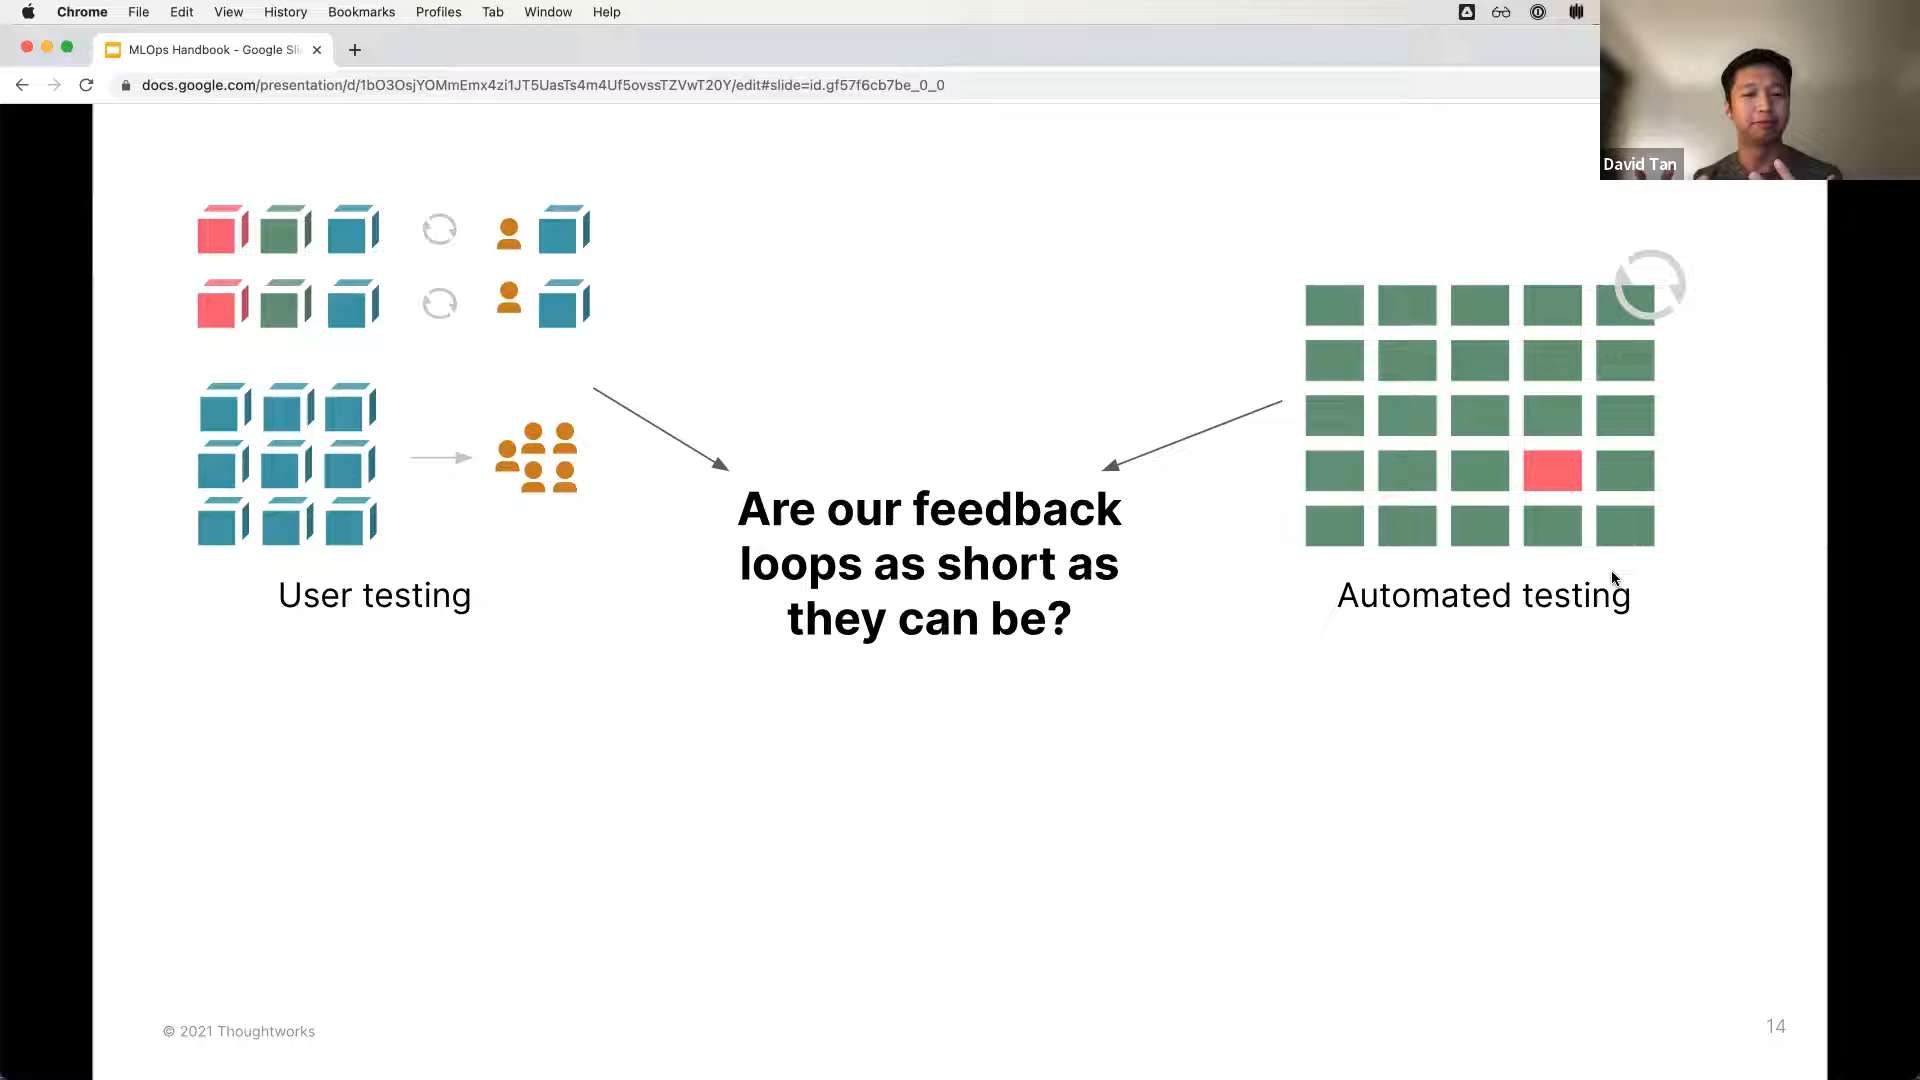 Chrome File Edit View History Bookmarks Profiles Tab Window Help
MLOps Handbook - Google Sli
docs.google.com/presentation/d/1bO3OsjYOMmEmx4zi1JT5UasTs4m4Uf5ovssTZVwT20Y/edit#slide=id.gf57f6cb7be_0_0
David Tan
Are our feedback
loops as short as
they can be?
User testing
Automated testing
© 2021 Thoughtworks
14